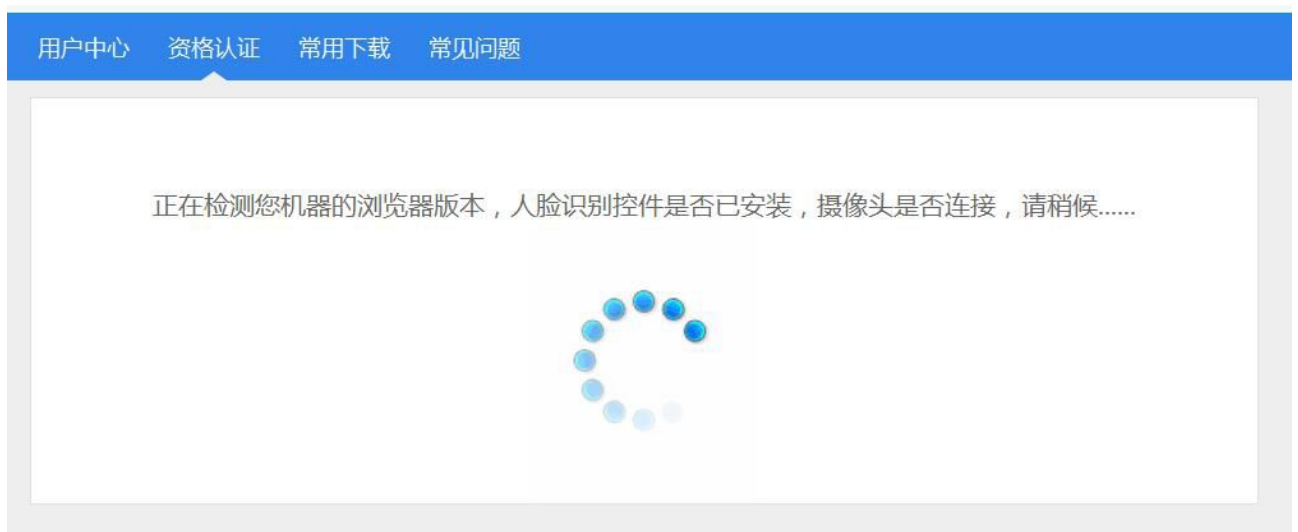 用户中心 资格认证 常用下载 常见问题
正在检测您机器的浏览器版本，人脸识别控件是否已安装，摄像头是否连接，请稍候......